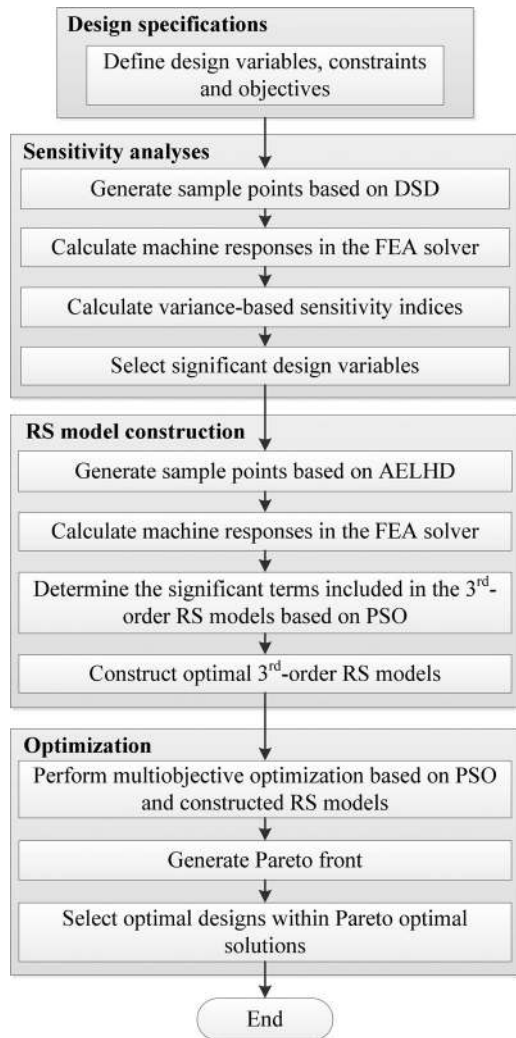 Design specifications
Define design variables, constraints
and objectives
Sensitivity analyses
Generate sample points based on DSD
Calculate machine responses in the FEA solver
Calculate variance-based sensitivity indices
Select significant design variables
RS model construction
Generate sample points based on AELHD
Calculate machine responses in the FEA solver
Determine the significant terms included in the 3rd-
order RS models based on PSO
Construct optimal 3rd-order RS models
Optimization
Perform multiobjective optimization based on PSO
and constructed RS models
Generate Pareto front
Select optimal designs within Pareto optimal
solutions
End